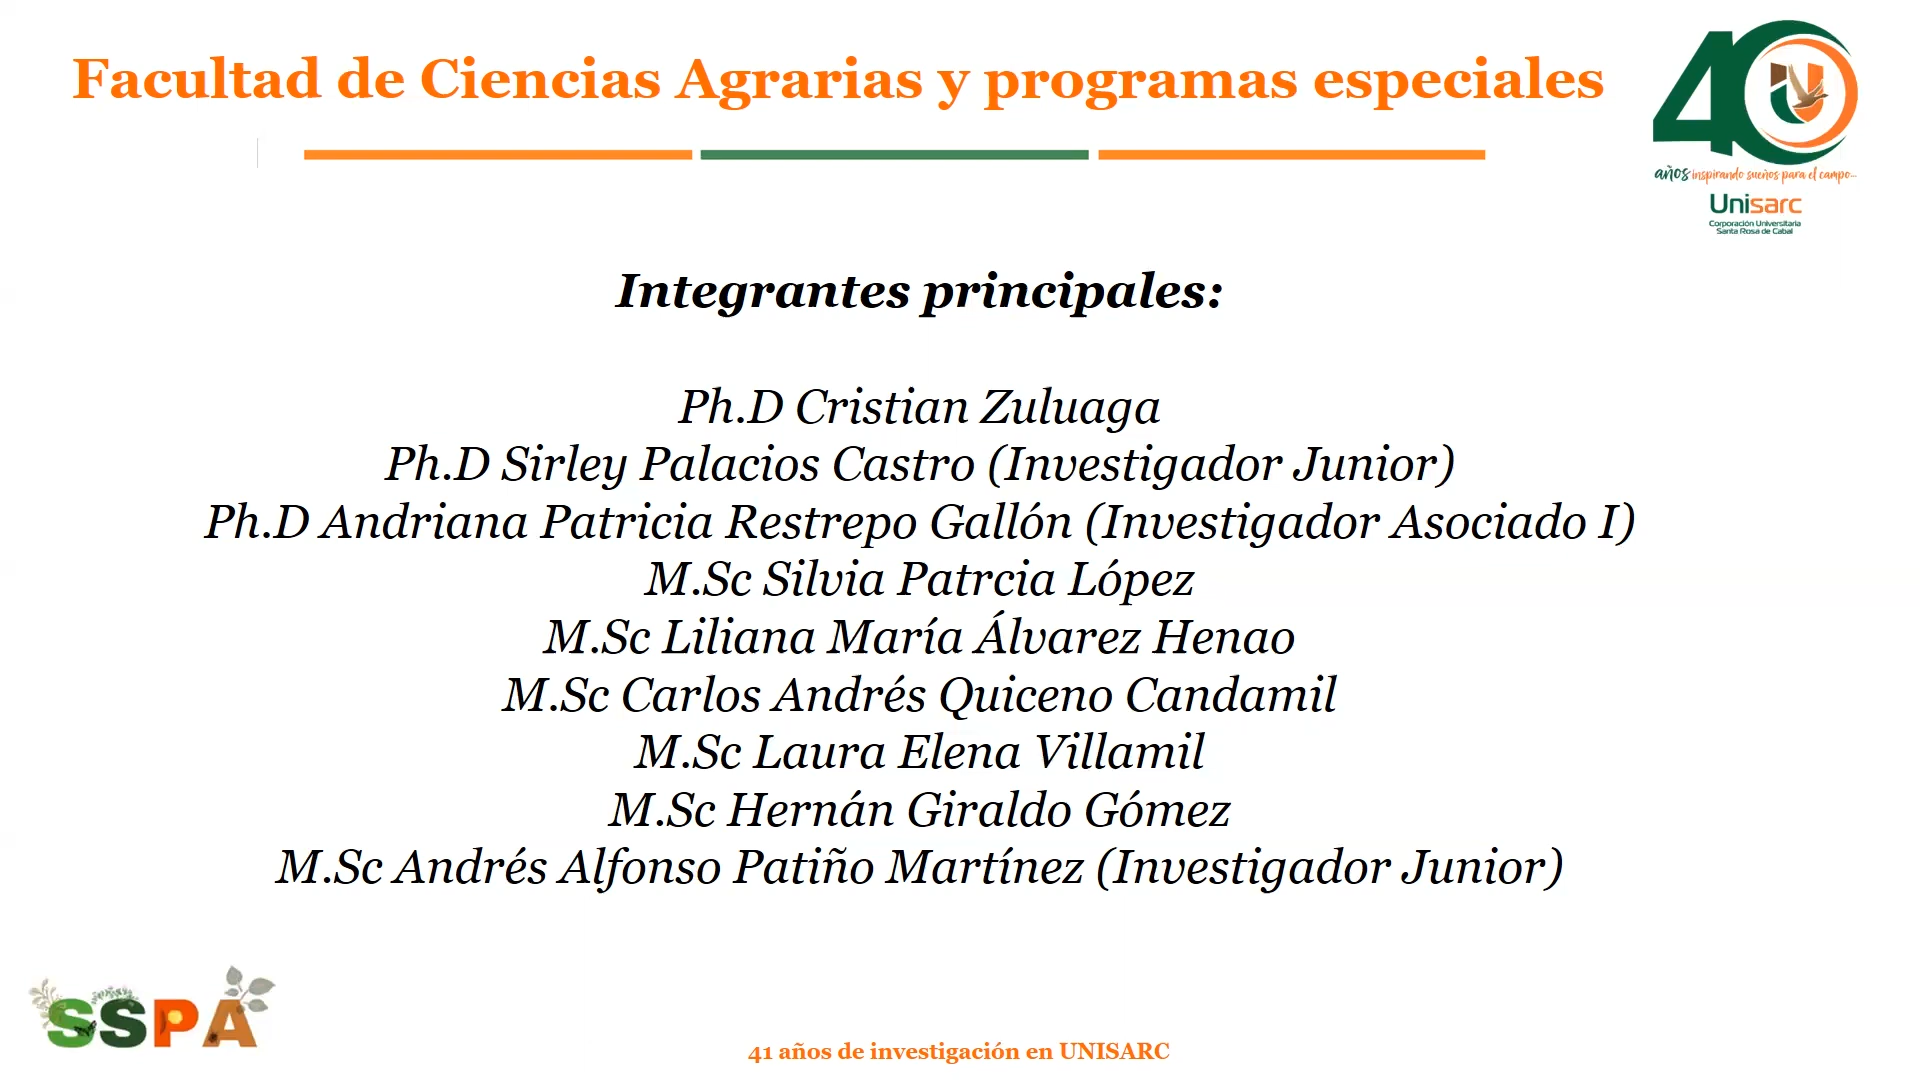 Facultad de Ciencias Agrarias y programas especiales
40
años inspirando sueños para el campo...
Unisarc
Corporación Universitaria
Santa Rosa de Cabal
Integrantes principales:
Ph.D Cristian Zuluaga
Ph.D Sirley Palacios Castro (Investigador Junior)
Ph.D Andriana Patricia Restrepo Gallón (Investigador Asociado I)
M.Sc Silvia Patrcia López
M.Sc Liliana María Álvarez Henao
M.Sc Carlos Andrés Quiceno Candamil
M.Sc Laura Elena Villamil
M.Sc Hernán Giraldo Gómez
M.Sc Andrés Alfonso Patiño Martínez (Investigador Junior)
SSPA
41 años de investigación en UNISARC